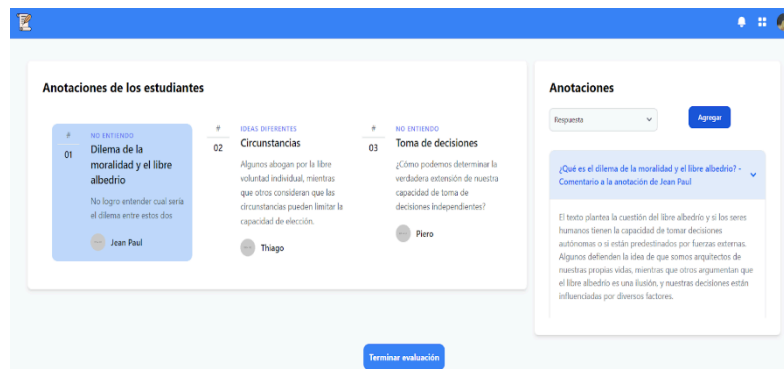 Anotaciones de los estudiantes
#
01
NO ENTIENDO
Dilema de la
moralidad y el libre
albedrío
No logro entender cual sería
el dilema entre estos dos
Jean Paul
#
02
IDEAS DIFERENTES
Circunstancias
Algunos abogan por la libre
voluntad individual, mientras
que otros consideran que las
circunstancias pueden limitar la
capacidad de elección.
Thiago
#
03
NO ENTIENDO
Toma de decisiones
¿Cómo podemos determinar la
verdadera extensión de nuestra
capacidad de toma de
decisiones independientes?
Piero
Anotaciones
Respuesta
Agregar
¿Qué es el dilema de la moralidad y el libre albedrio? -
Comentario a la anotación de Jean Paul
El texto plantea la cuestión del libre albedrío y si los seres
humanos tienen la capacidad de tomar decisiones
autónomas o si están predestinados por fuerzas externas.
Algunos defienden la idea de que somos arquitectos de
nuestras propias vidas, mientras que otros argumentan que
el libre albedrío es una ilusión, y nuestras decisiones están
influenciadas por diversos factores.
Terminar evaluación